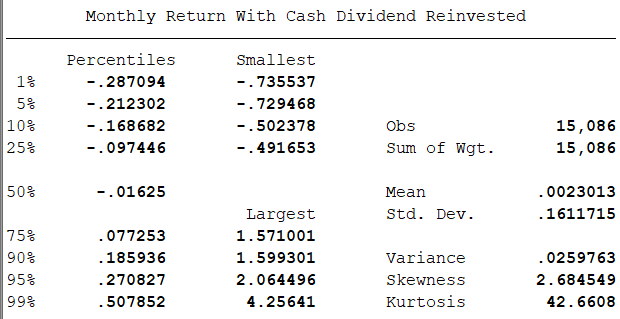 Monthly Return With Cash Dividend Reinvested
Percentiles Smallest
1% -.287094 -.735537
5% -.212302 -.729468
10% -.168682 -.502378 Obs 15,086
25% -.097446 -.491653 Sum of Wgt. 15,086
50% -.01625 Mean .0023013
Largest Std. Dev. .1611715
75% .077253 1.571001
90% .185936 1.599301 Variance .0259763
95% .270827 2.064496 Skewness 2.684549
99% .507852 4.25641 Kurtosis 42.6608